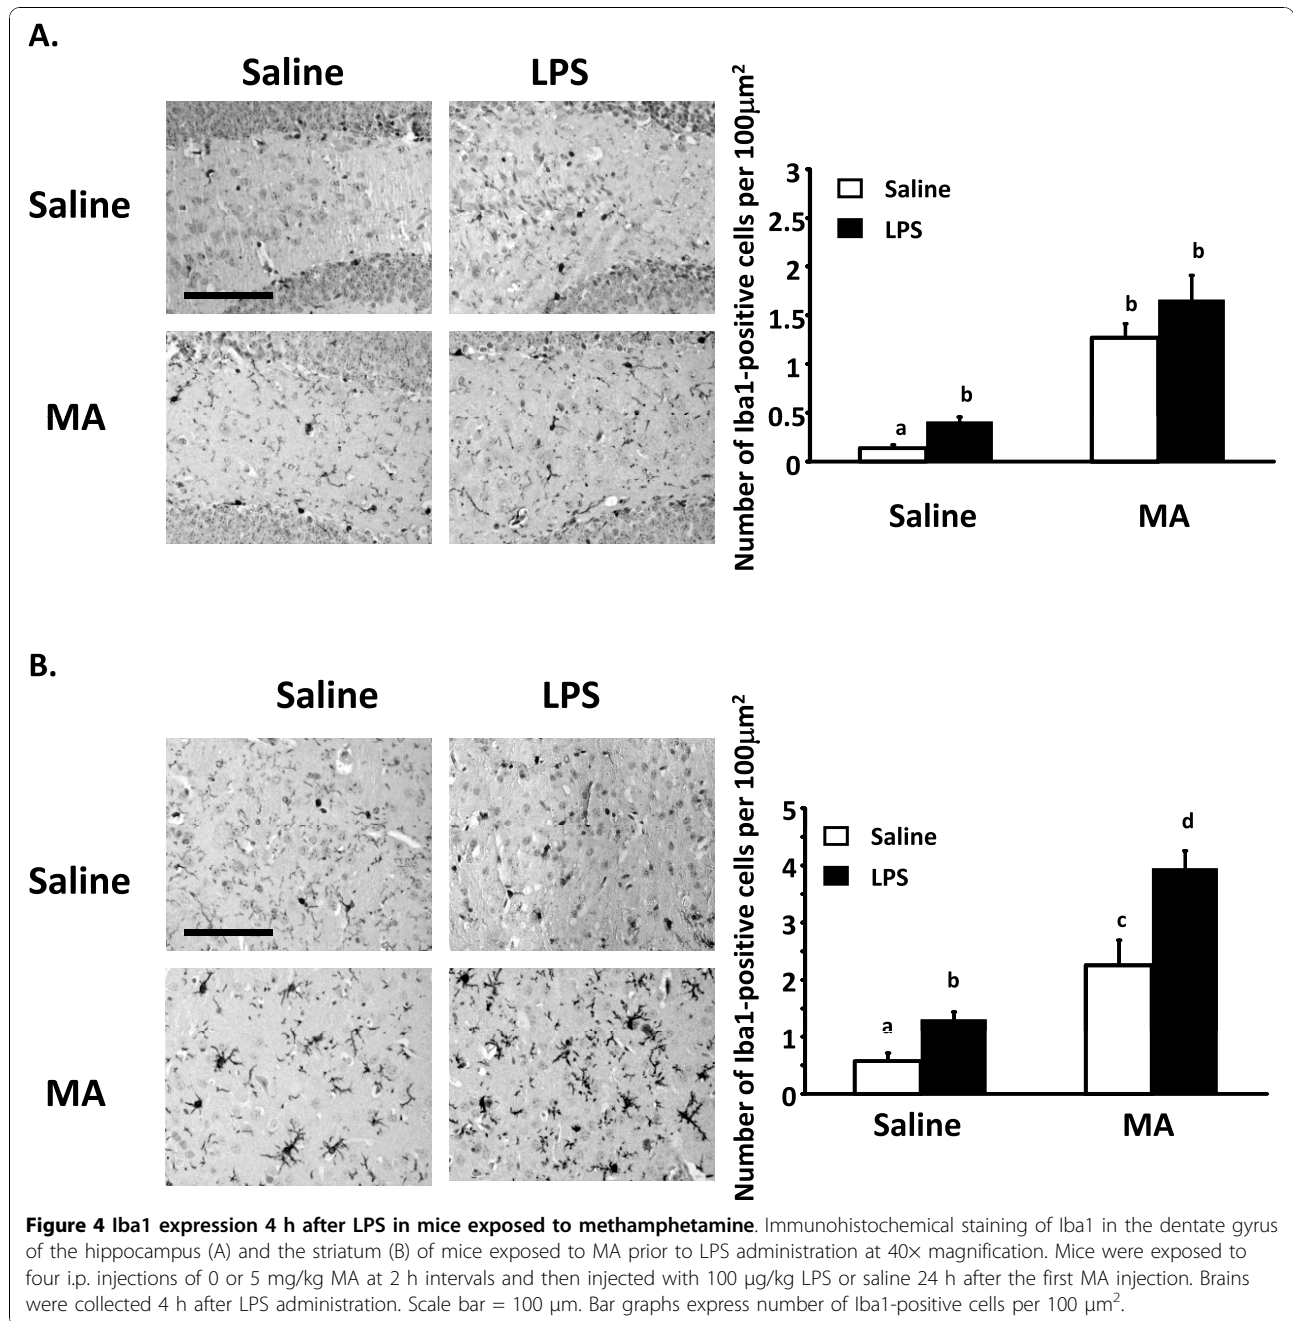 A.
Saline LPS
Saline
MA
Number of Iba1-positive cells per 100μm²
3
2.5
2
1.5
1
0.5
0
Saline
LPS
a
b
b
b
Saline MA
B.
Saline LPS
Saline
MA
Number of Iba1-positive cells per 100μm²
5
4
3
2
1
0
Saline
LPS
a
b
c
d
Saline MA
Figure 4 Iba1 expression 4 h after LPS in mice exposed to methamphetamine. Immunohistochemical staining of Iba1 in the dentate gyrus
of the hippocampus (A) and the striatum (B) of mice exposed to MA prior to LPS administration at 40× magnification. Mice were exposed to
four i.p. injections of 0 or 5 mg/kg MA at 2 h intervals and then injected with 100 μg/kg LPS or saline 24 h after the first MA injection. Brains
were collected 4 h after LPS administration. Scale bar = 100 μm. Bar graphs express number of Iba1-positive cells per 100 μm².